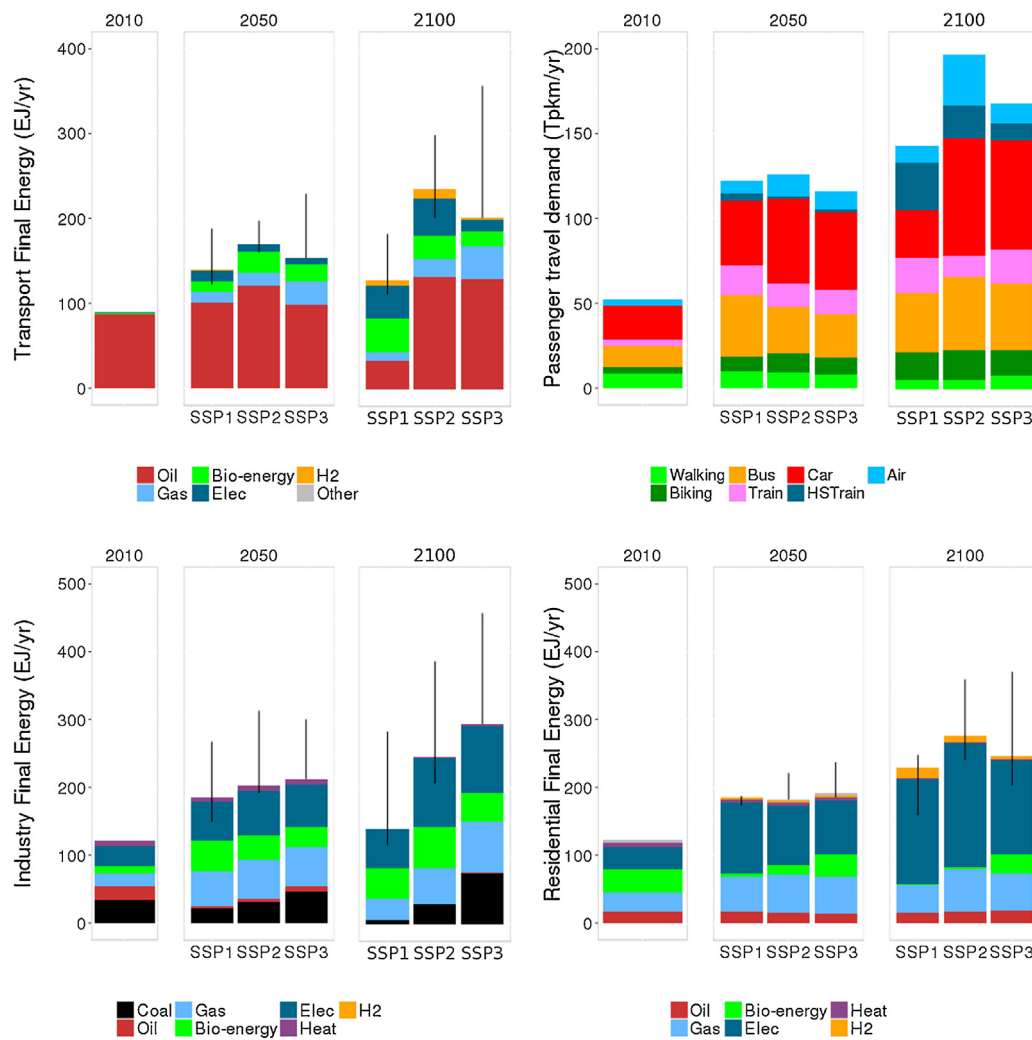 2010 2050 2100
Transport Final Energy (EJ/yr)
400
300
200
100
0
SSP1 SSP2 SSP3 SSP1 SSP2 SSP3
Oil Bio-energy H2
Gas Elec Other
2010 2050 2100
Passenger travel demand (Tpkm/yr)
200
150
100
50
0
SSP1 SSP2 SSP3 SSP1 SSP2 SSP3
Walking Bus Car Air
Biking Train HSTrain
2010 2050 2100
Industry Final Energy (EJ/yr)
500
400
300
200
100
0
SSP1 SSP2 SSP3 SSP1 SSP2 SSP3
Coal Gas Elec H2
Oil Bio-energy Heat
2010 2050 2100
Residential Final Energy (EJ/yr)
500
400
300
200
100
0
SSP1 SSP2 SSP3 SSP1 SSP2 SSP3
Oil Bio-energy Heat
Gas Elec H2